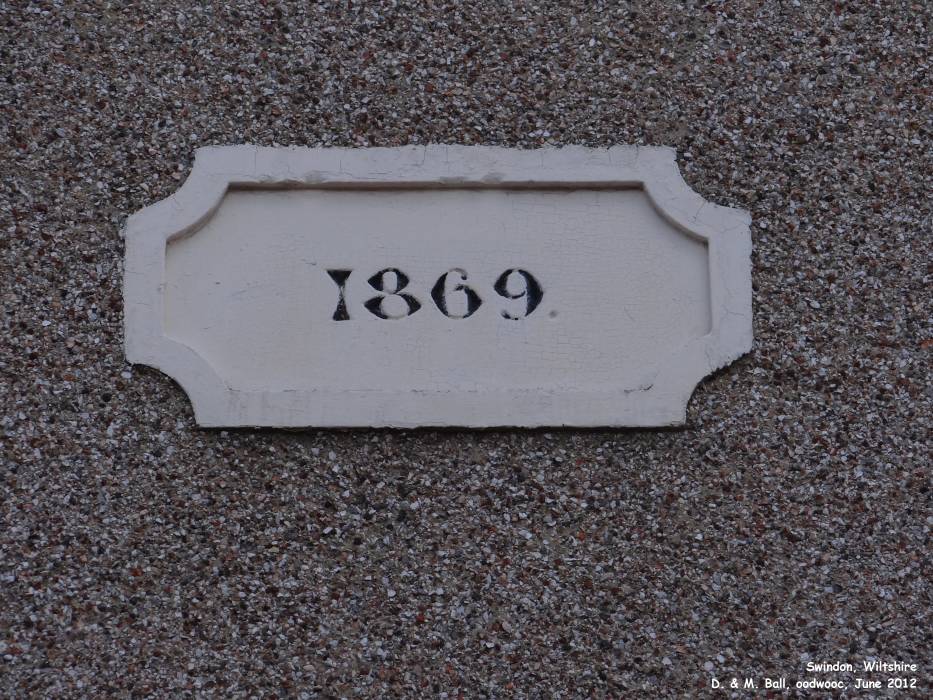 1869.
Swindon, Wiltshire
D. & M. Ball, oodwooc, June 2012